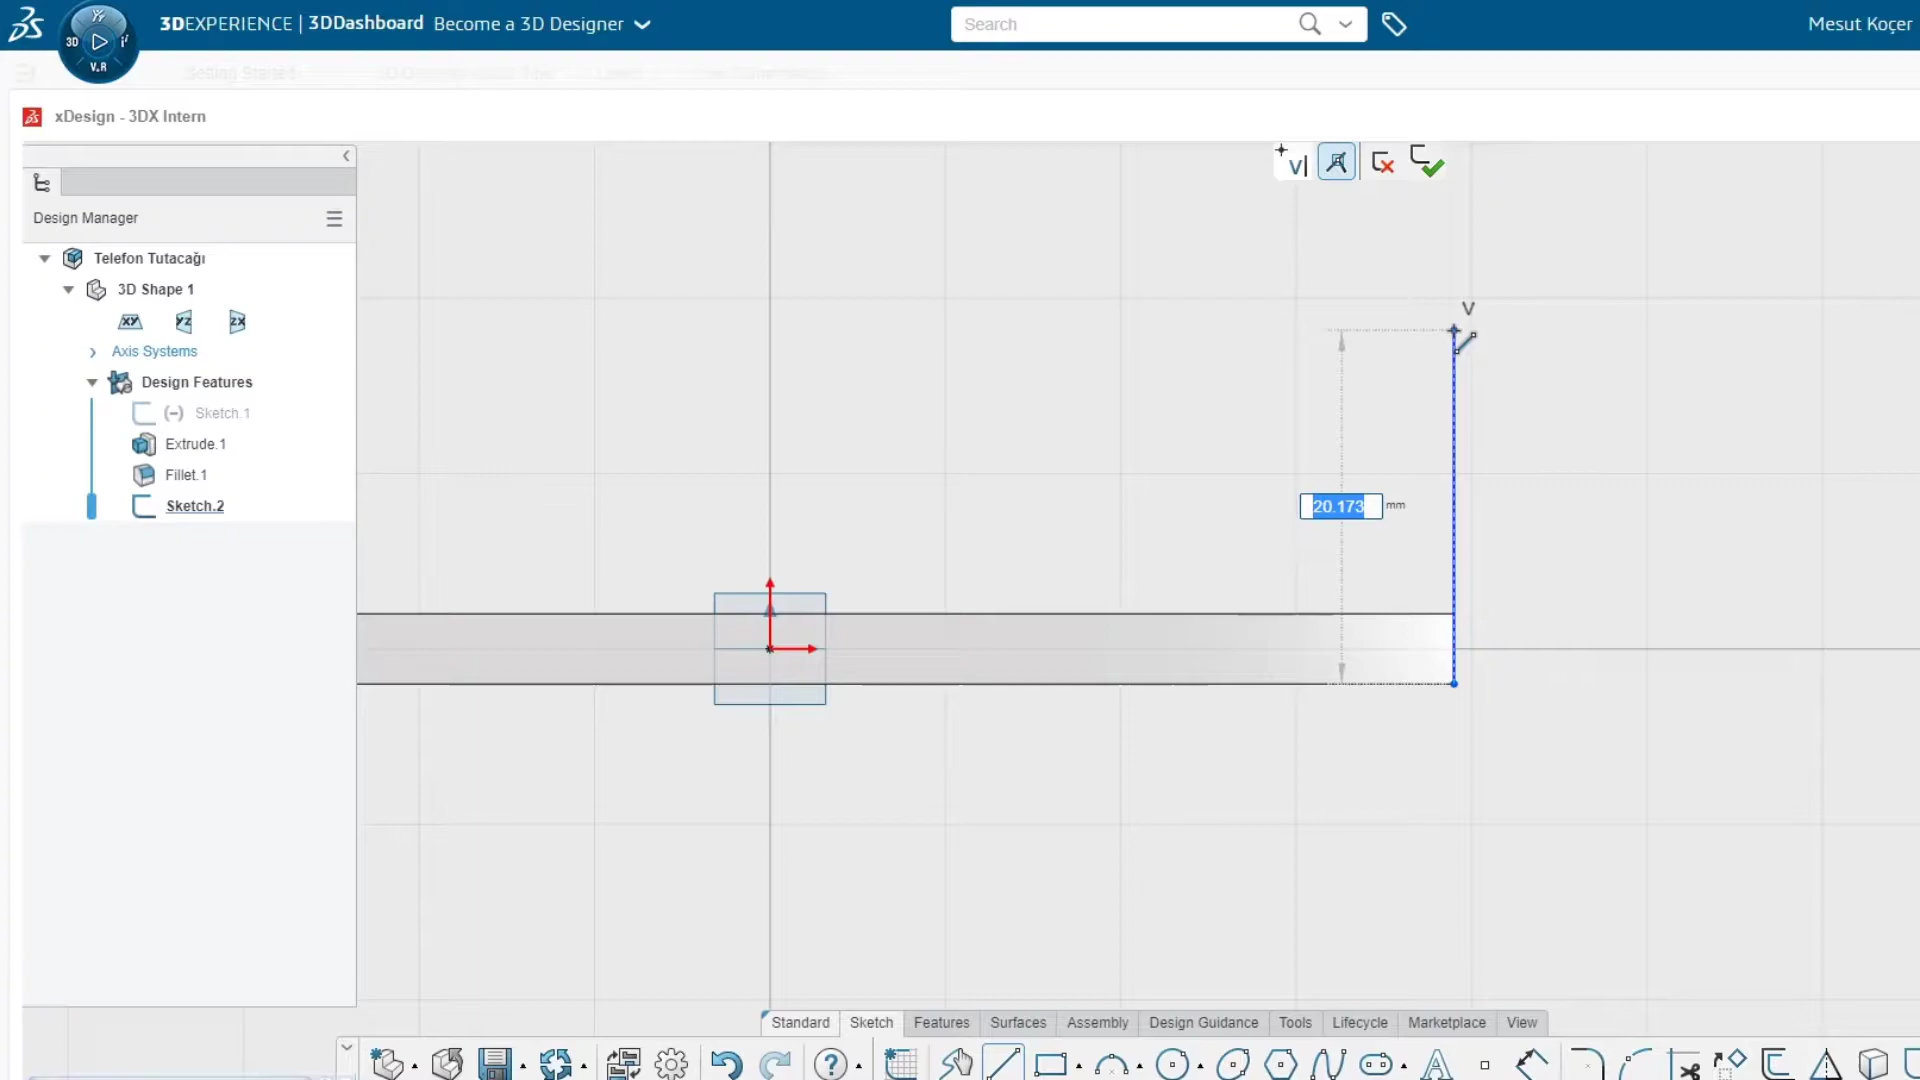 3DEXPERIENCE | 3DDashboard Become a 3D Designer
Search
Mesut Koçer
3D
V.R
xDesign - 3DX Intern
V|
Design Manager
Telefon Tutacağı
3D Shape 1
XY YZ ZX
Axis Systems
Design Features
(-) Sketch.1
Extrude.1
Fillet.1
Sketch.2
V
20.173 mm
Standard Sketch Features Surfaces Assembly Design Guidance Tools Lifecycle Marketplace View